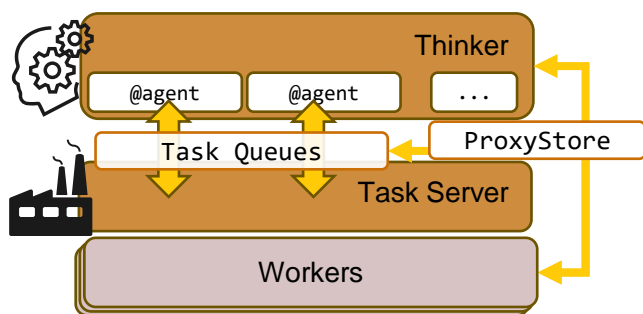 Thinker
@agent
@agent
...
Task Queues
ProxyStore
Task Server
Workers